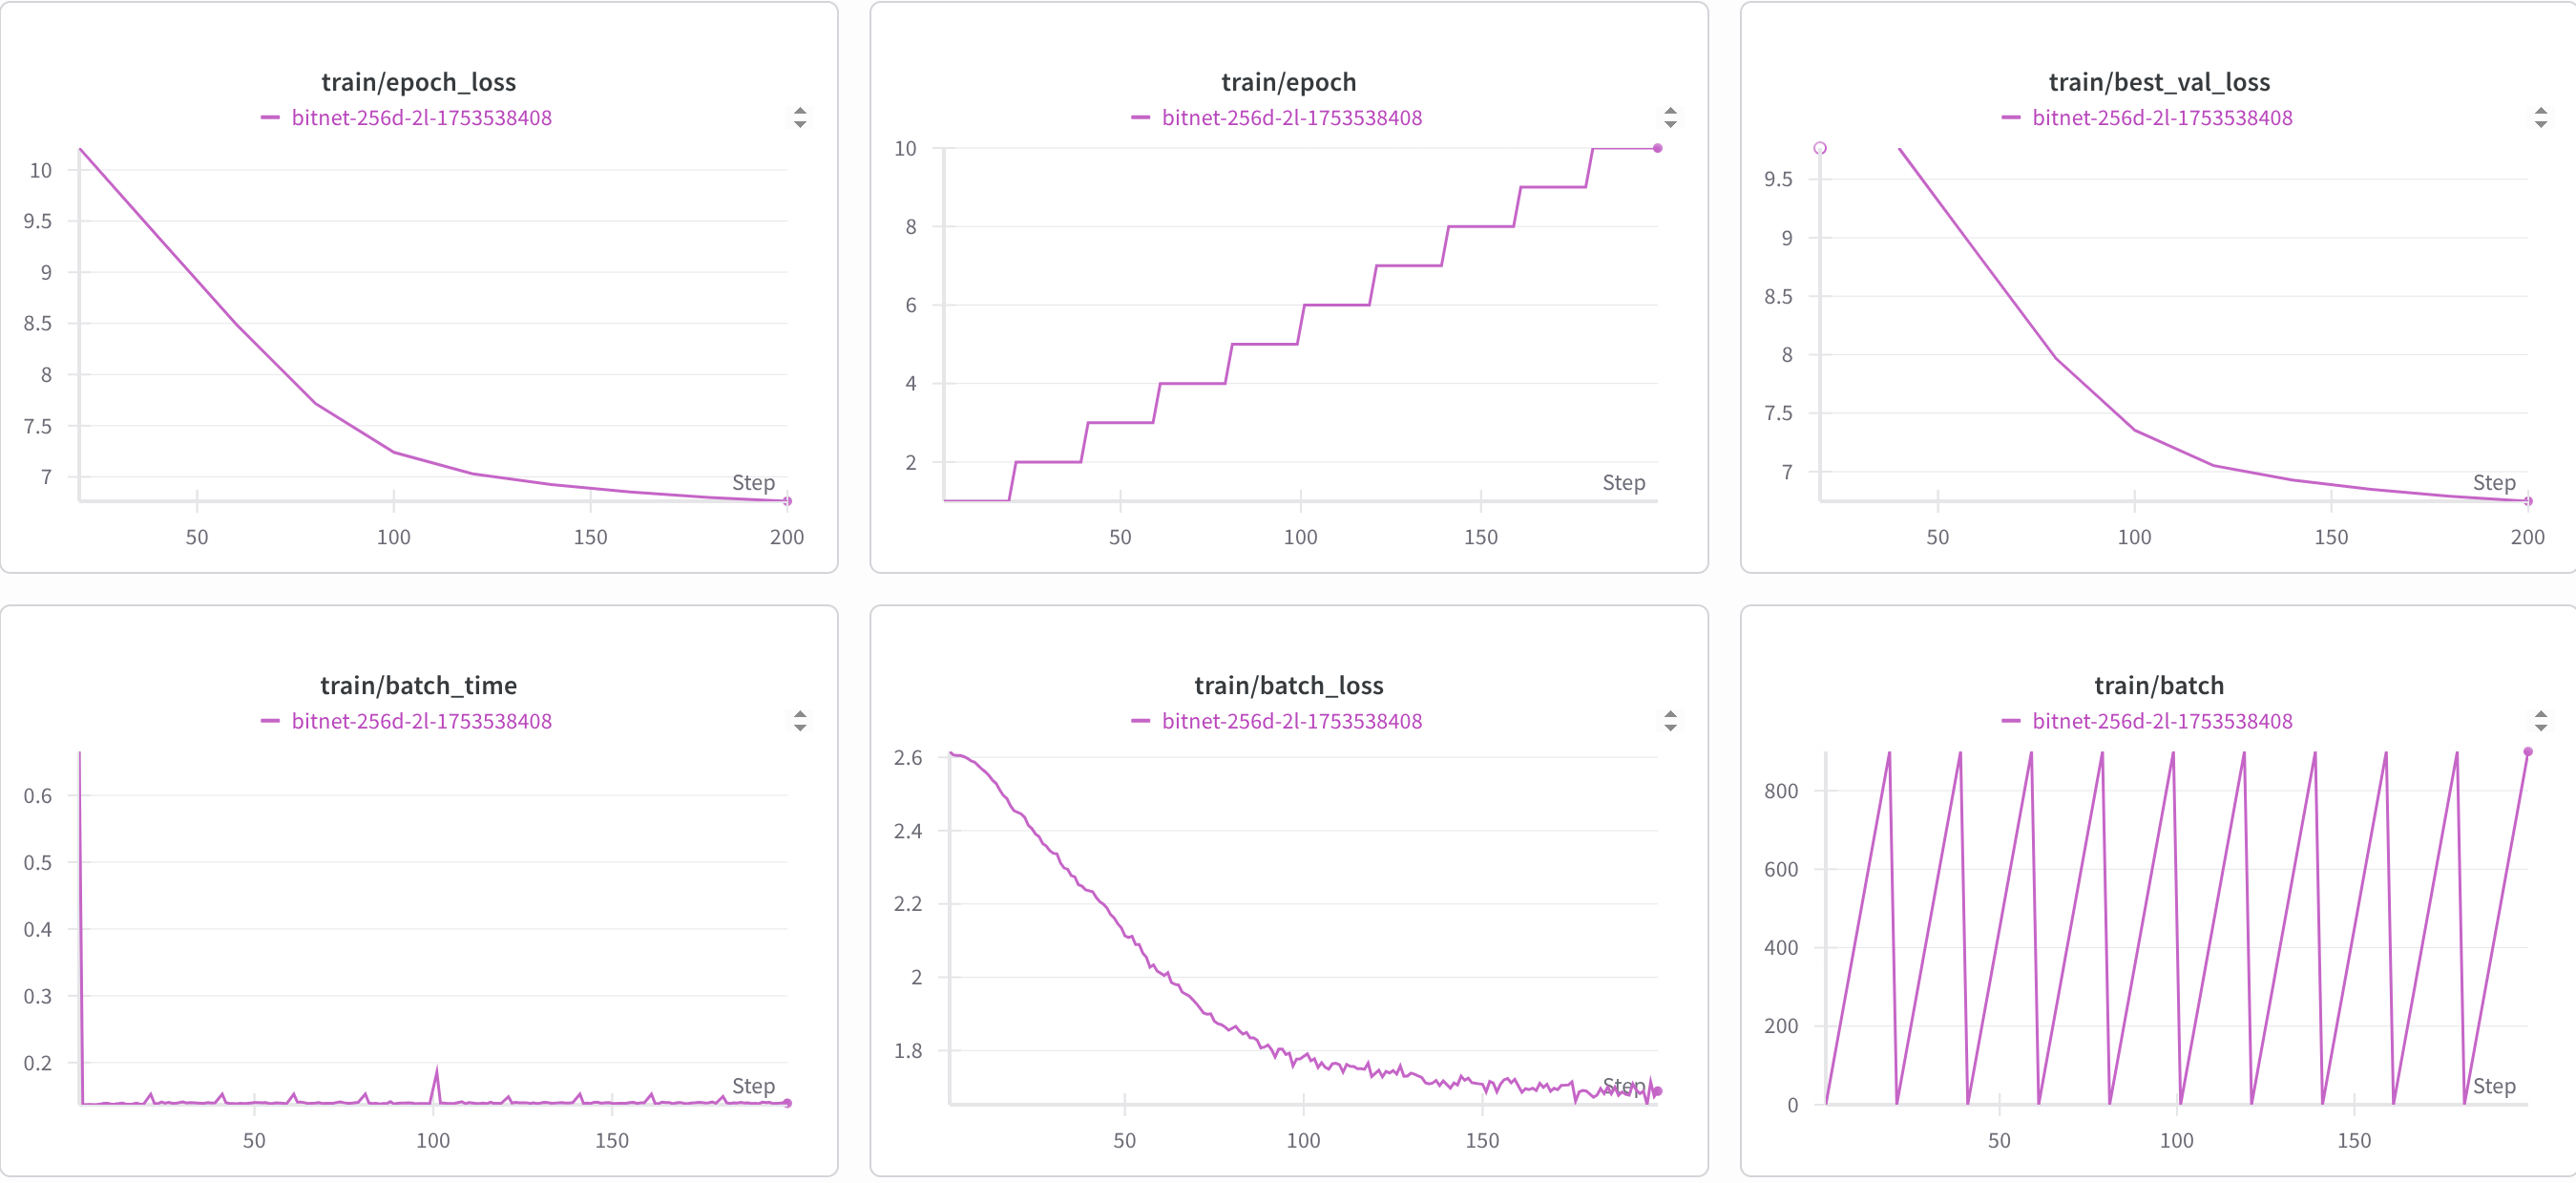 train/epoch_loss
bitnet-256d-2l-1753538408
10
9.5
9
8.5
8
7.5
7
Step
50 100 150 200
train/epoch
bitnet-256d-2l-1753538408
10
8
6
4
2
Step
50 100 150
train/best_val_loss
bitnet-256d-2l-1753538408
9.5
9
8.5
8
7.5
7
Step
50 100 150 200
train/batch_time
bitnet-256d-2l-1753538408
0.6
0.5
0.4
0.3
0.2
Step
50 100 150
train/batch_loss
bitnet-256d-2l-1753538408
2.6
2.4
2.2
2
1.8
Step
50 100 150
train/batch
bitnet-256d-2l-1753538408
800
600
400
200
0
Step
50 100 150